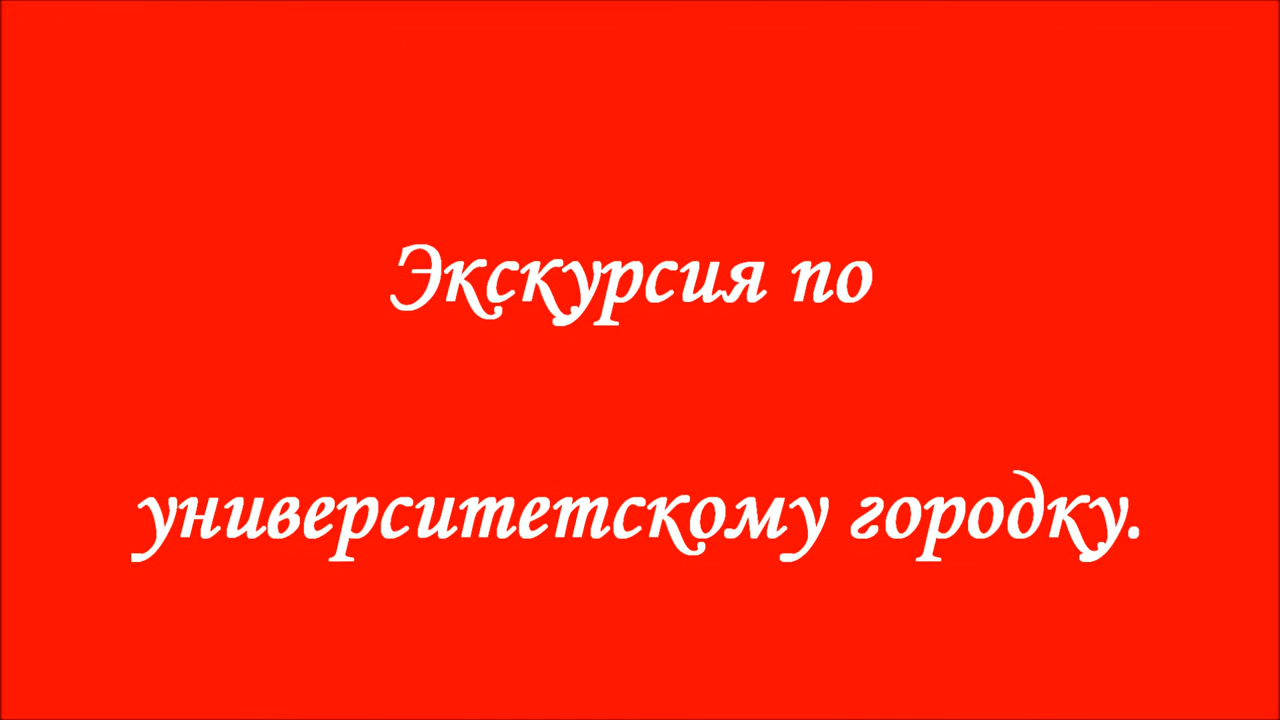 Экскурсия по
университетскому городку.